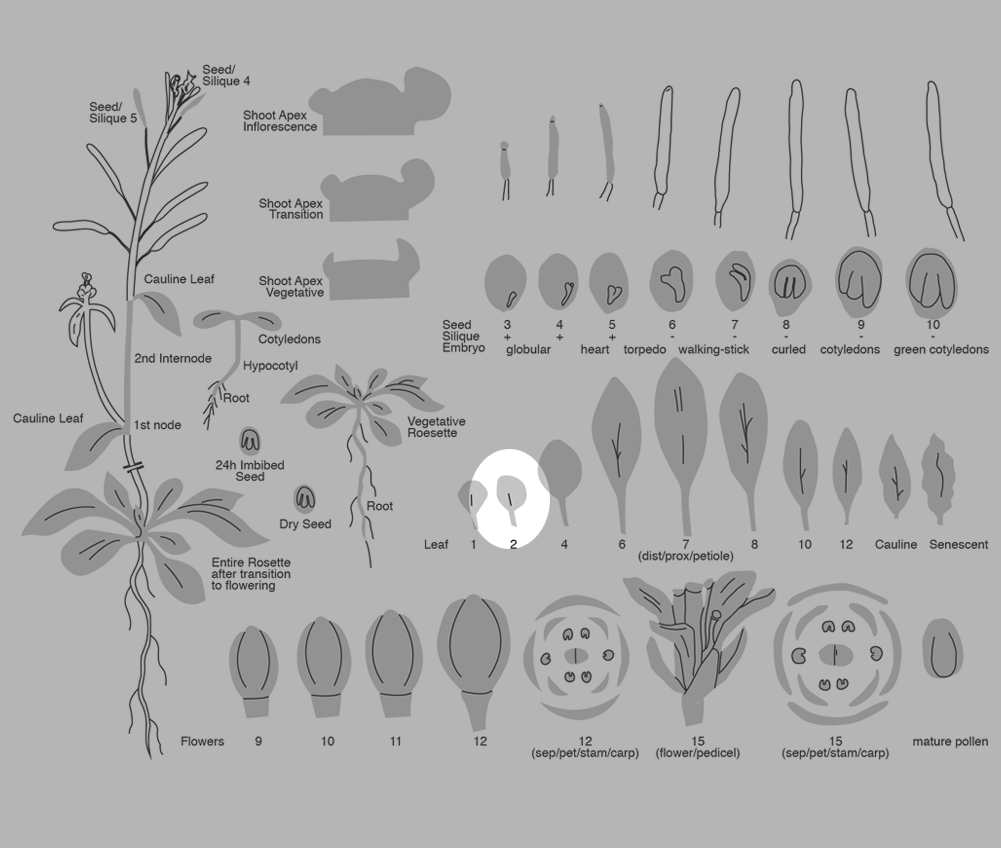 Seed/
Silique 4
Seed/
Silique 5
Shoot Apex
Inflorescence
Shoot Apex
Transition
Shoot Apex
Vegetative
Cauline Leaf
Cotyledons
2nd Internode
Hypocotyl
Root
Cauline Leaf
1st node
Vegetative
Roesette
24h Imbibed
Seed
Dry Seed
Root
Entire Rosette
after transition
to flowering
Seed 3 4 5 6 7 8 9 10
Silique + + + - - - - -
Embryo globular heart torpedo walking-stick curled cotyledons green cotyledons
Leaf 1 2 4 6 7 8 10 12 Cauline Senescent
(dist/prox/petiole)
Flowers 9 10 11 12 12 15 15 mature pollen
(sep/pet/stam/carp) (flower/pedicel) (sep/pet/stam/carp)